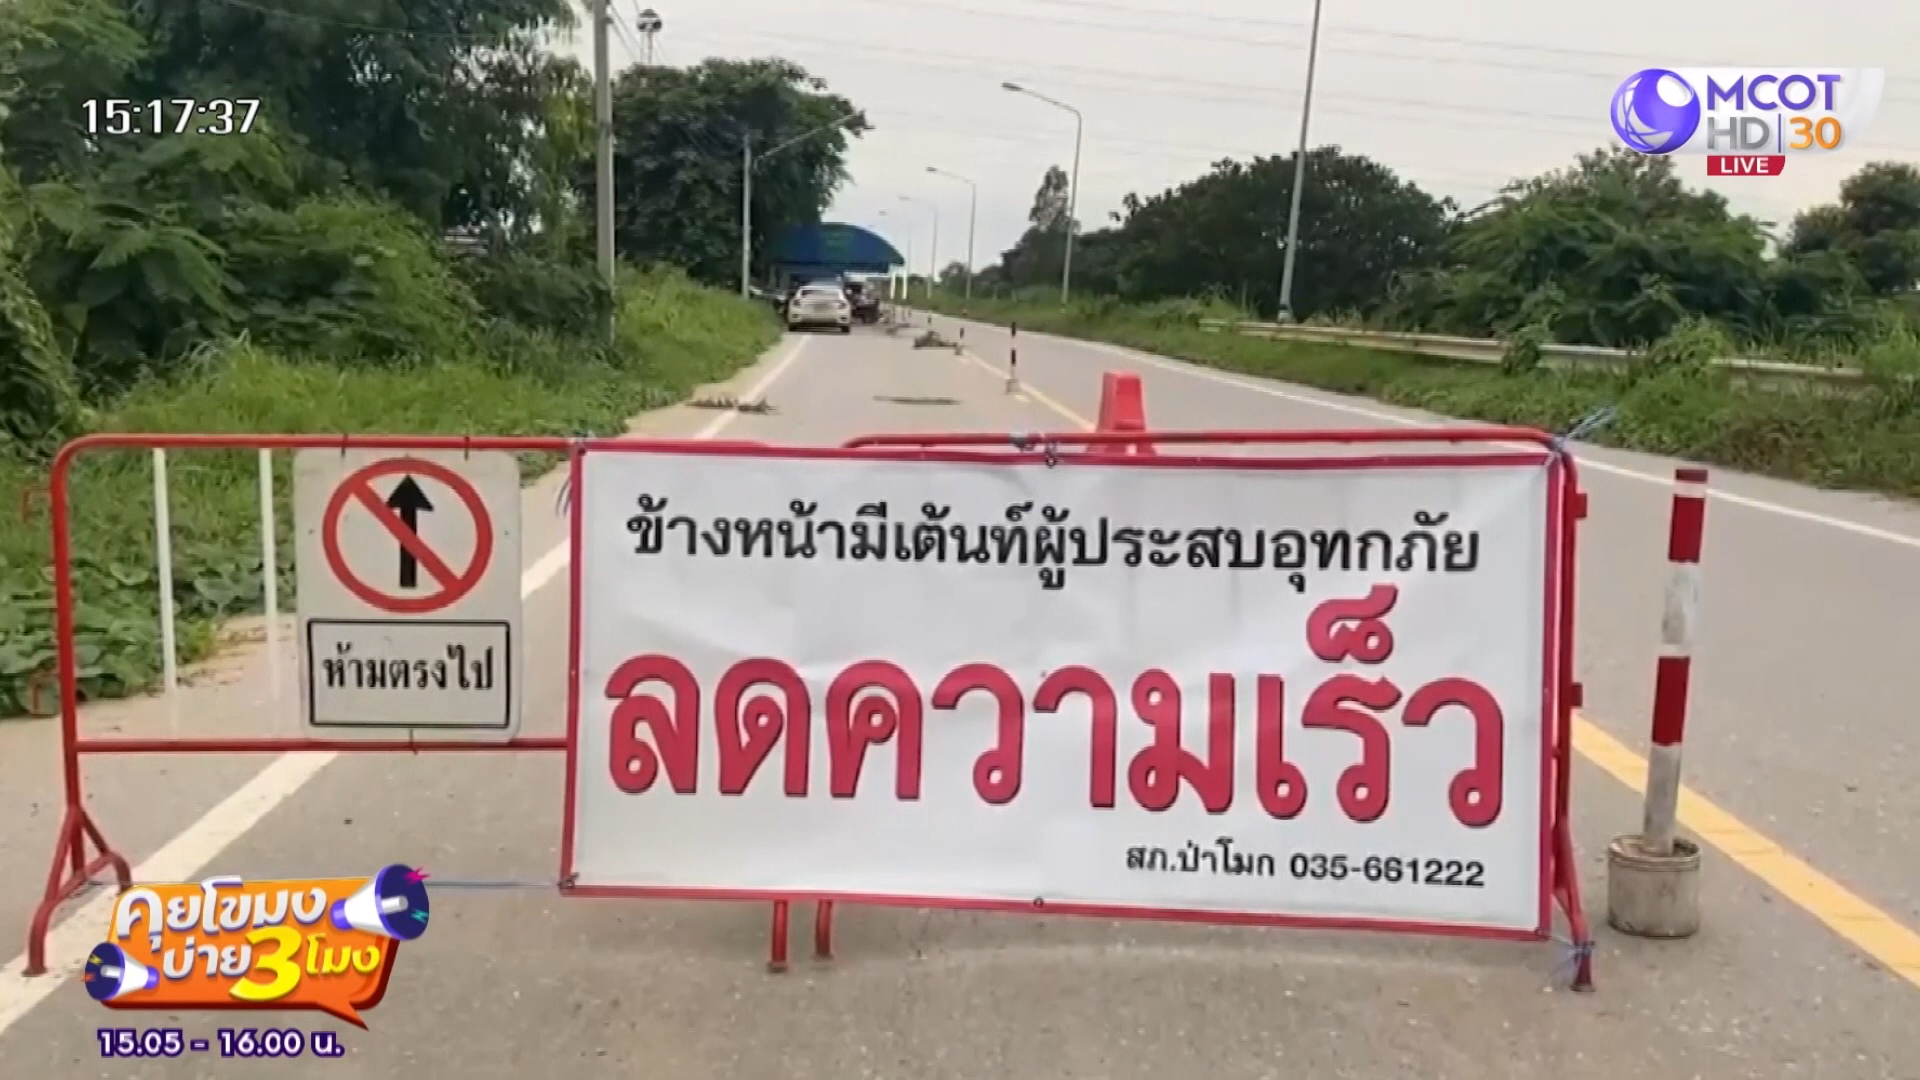 15:17:37
MCOT
HD 30
LIVE
ข้างหน้ามีเต้นท์ผู้ประสบอุทกภัย
ลดความเร็ว
ห้ามตรงไป
สภ.ป่าโมก 035-661222
คุยโขมง
บ่าย 3 โมง
15.05 - 16.00 น.